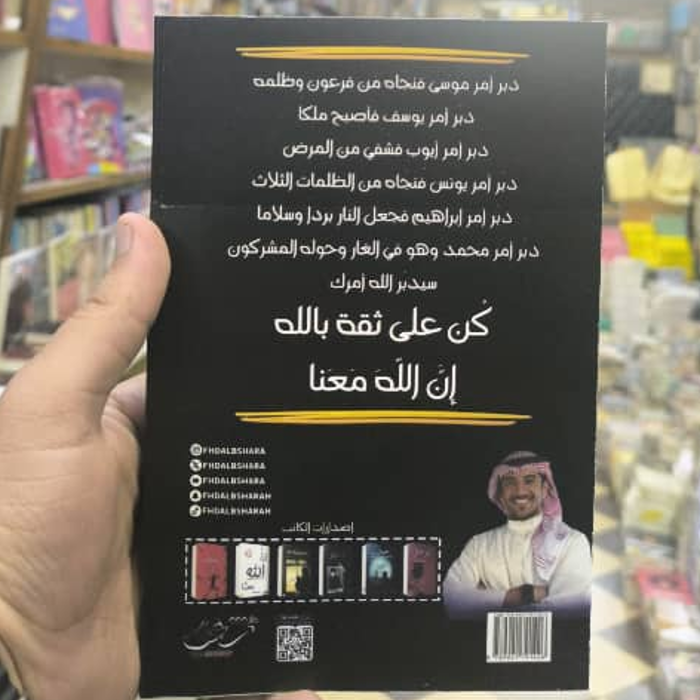 دبر أمر موسى فنجاه من فرعون وظلمه
دبر أمر يوسف فأصبح ملكا
دبر أمر أيوب فشفي من المرض
دبر أمر يونس فنجاه من الظلمات الثلاث
دبر أمر إبراهيم فجعل النار بردا وسلاما
دبر أمر محمد وهو في الغار وحوله المشركون
سيدبر الله أمرك
كُن على ثقة بالله
إنَّ اللّهَ مَعَنا
FHDALBSHARA
FHDALBSHARA
FHDALBSHARA
FHDALBSHARAH
FHDALBSHARAH
إصدارات الكاتب
الله